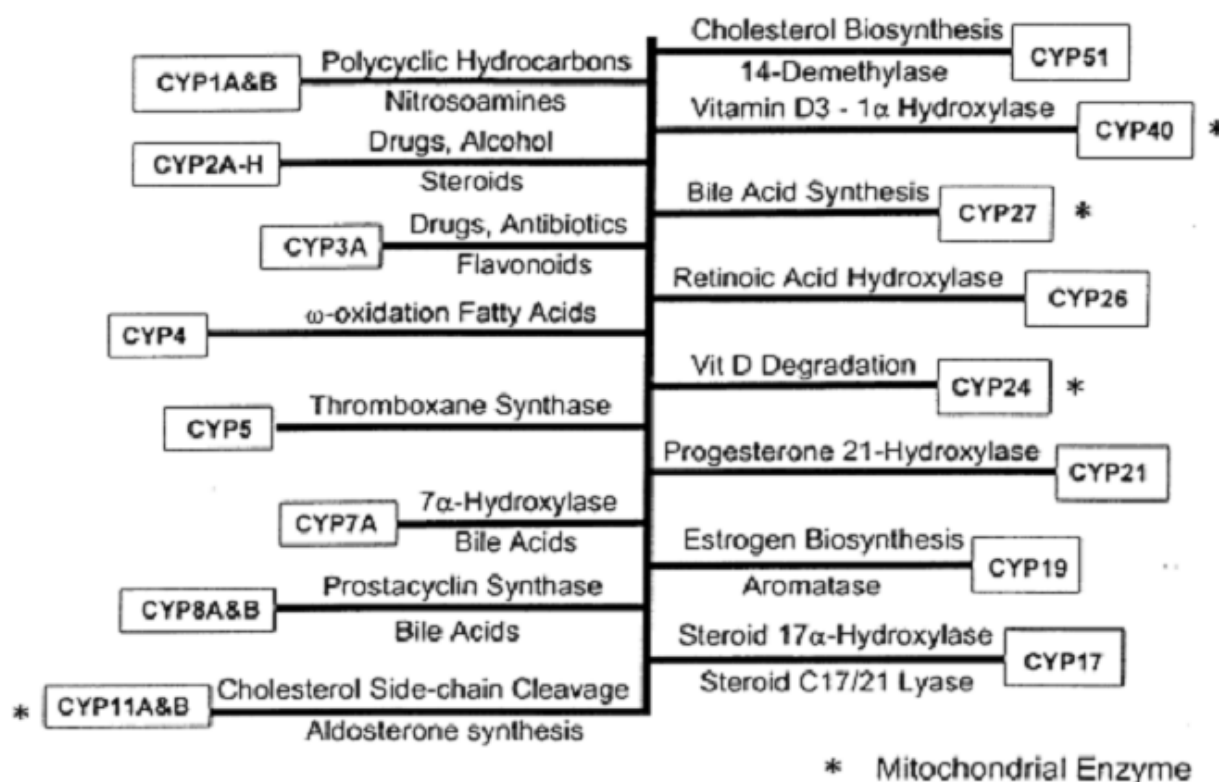 CYP1A&B
Polycyclic Hydrocarbons
Nitrosoamines
CYP2A-H
Drugs, Alcohol
Steroids
CYP3A
Drugs, Antibiotics
Flavonoids
CYP4
ω-oxidation Fatty Acids
CYP5
Thromboxane Synthase
CYP7A
7α-Hydroxylase
Bile Acids
CYP8A&B
Prostacyclin Synthase
Bile Acids
* CYP11A&B
Cholesterol Side-chain Cleavage
Aldosterone synthesis
Cholesterol Biosynthesis
14-Demethylase
CYP51
Vitamin D3 - 1α Hydroxylase
CYP40 *
Bile Acid Synthesis
CYP27 *
Retinoic Acid Hydroxylase
CYP26
Vit D Degradation
CYP24 *
Progesterone 21-Hydroxylase
CYP21
Estrogen Biosynthesis
Aromatase
CYP19
Steroid 17α-Hydroxylase
Steroid C17/21 Lyase
CYP17
* Mitochondrial Enzyme